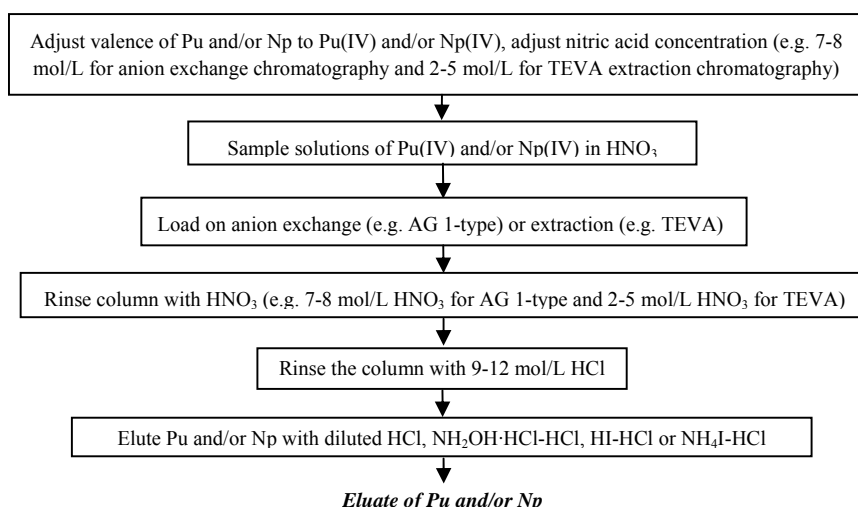 Adjust valence of Pu and/or Np to Pu(IV) and/or Np(IV), adjust nitric acid concentration (e.g. 7-8
mol/L for anion exchange chromatography and 2-5 mol/L for TEVA extraction chromatography)
Sample solutions of Pu(IV) and/or Np(IV) in HNO₃
Load on anion exchange (e.g. AG 1-type) or extraction (e.g. TEVA)
Rinse column with HNO₃ (e.g. 7-8 mol/L HNO₃ for AG 1-type and 2-5 mol/L HNO₃ for TEVA)
Rinse the column with 9-12 mol/L HCl
Elute Pu and/or Np with diluted HCl, NH₂OH·HCl-HCl, HI-HCl or NH₄I-HCl
Eluate of Pu and/or Np